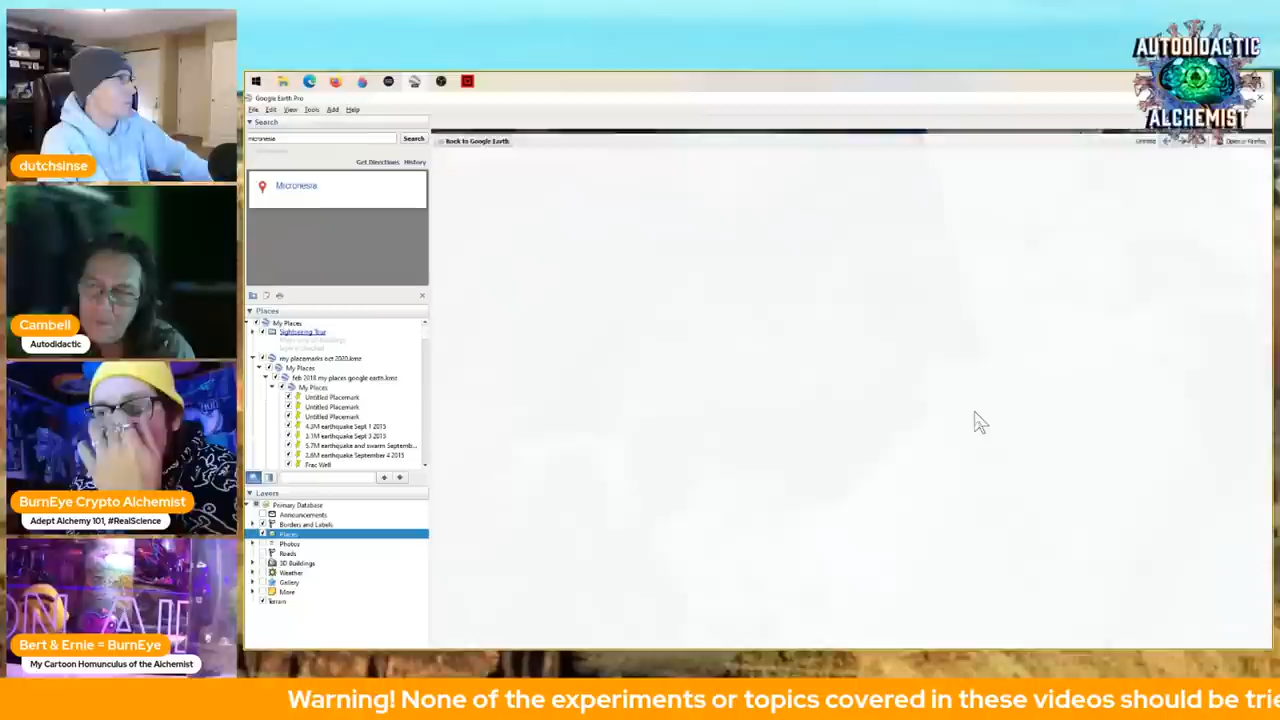 AUTODIDACTIC
ALCHEMIST
dutchsinse
Cambell
Autodidactic
BurnEye Crypto Alchemist
Adept Alchemy 101, #RealScience
ON AIR
Bert & Ernie = BurnEye
My Cartoon Homunculus of the Alchemist
Google Earth Pro
File Edit View Tools Add Help
Search
micronesia
Search
Get Directions History
Micronesia
Back to Google Earth
Places
My Places
Sightseeing Tour
my placemarks oct 2020.kmz
My Places
feb 2018 my places google earth.kmz
My Places
Untitled Placemark
Untitled Placemark
Untitled Placemark
4.3M earthquake Sept 1 2015
3.1M earthquake Sept 3 2015
5.7M earthquake and swarm Septemb...
3.6M earthquake September 4 2015
Frac Well
Layers
Primary Database
Announcements
Borders and Labels
Places
Photos
Roads
3D Buildings
Weather
Gallery
More
Terrain
Warning! None of the experiments or topics covered in these videos should be trie